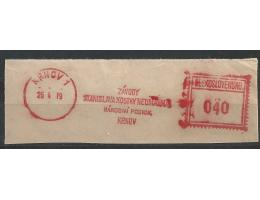 KRNOV 1
26 4 79
ZÁVODY
STANISLAVA KOSTKY NEUMANNA
NÁRODNÍ PODNIK
KRNOV
ČESKOSLOVENSKO
040